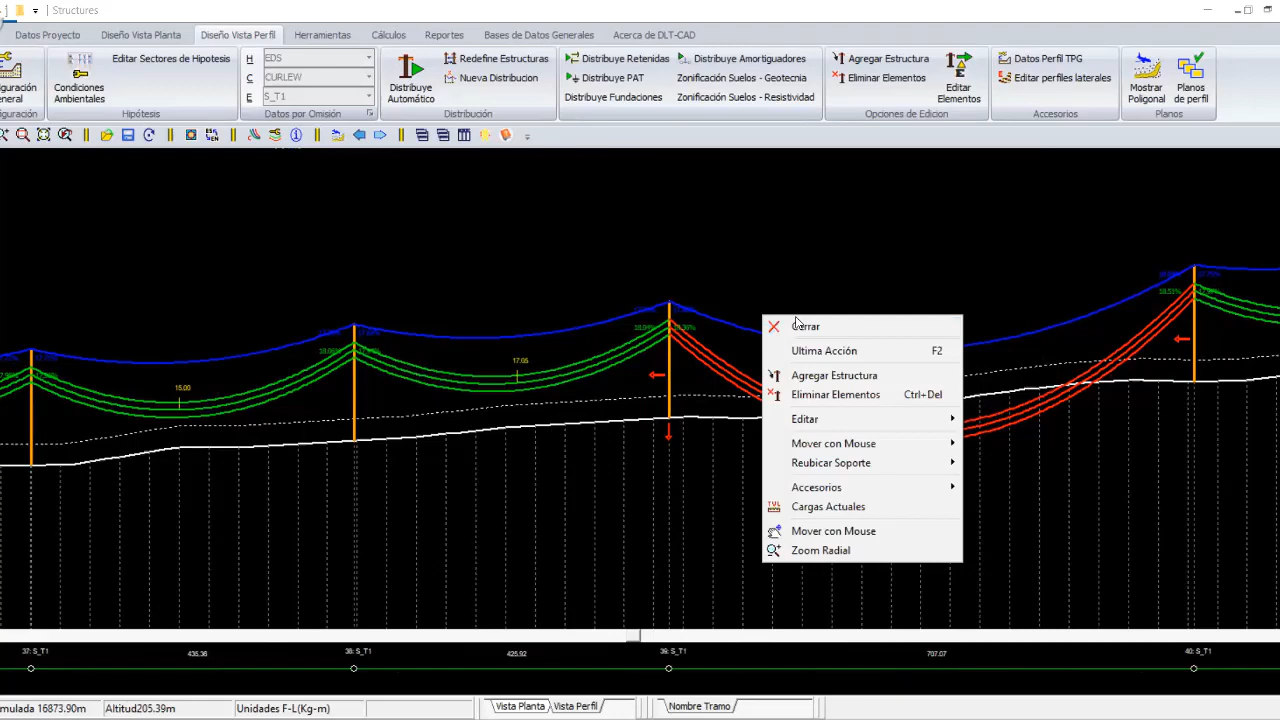 Structures
Datos Proyecto
Diseño Vista Planta
Diseño Vista Perfil
Herramientas
Cálculos
Reportes
Bases de Datos Generales
Acerca de DLT-CAD
Editar Sectores de Hipotesis
H
EDS
C
CURLEW
E
S_T1
Condiciones
Ambientales
Hipótesis
Datos por Omisión
Distribuye
Automático
Redefine Estructuras
Nueva Distribucion
Distribución
Distribuye Retenidas
Distribuye Amortiguadores
Distribuye PAT
Zonificación Suelos - Geotecnia
Distribuye Fundaciones
Zonificación Suelos - Resistividad
Agregar Estructura
Eliminar Elementos
Editar
Elementos
Opciones de Edicion
Datos Perfil TPG
Editar perfiles laterales
Accesorios
Mostrar
Poligonal
Planos
de perfil
Planos
15.00
17.05
Cerrar
Ultima Acción F2
Agregar Estructura
Eliminar Elementos Ctrl+Del
Editar
Mover con Mouse
Reubicar Soporte
Accesorios
Cargas Actuales
Mover con Mouse
Zoom Radial
37: S_T1
435.36
38: S_T1
425.92
39: S_T1
707.07
40: S_T1
mulada 16873.90m
Altitud205.39m
Unidades F-L(Kg-m)
Vista Planta
Vista Perfil
Nombre Tramo